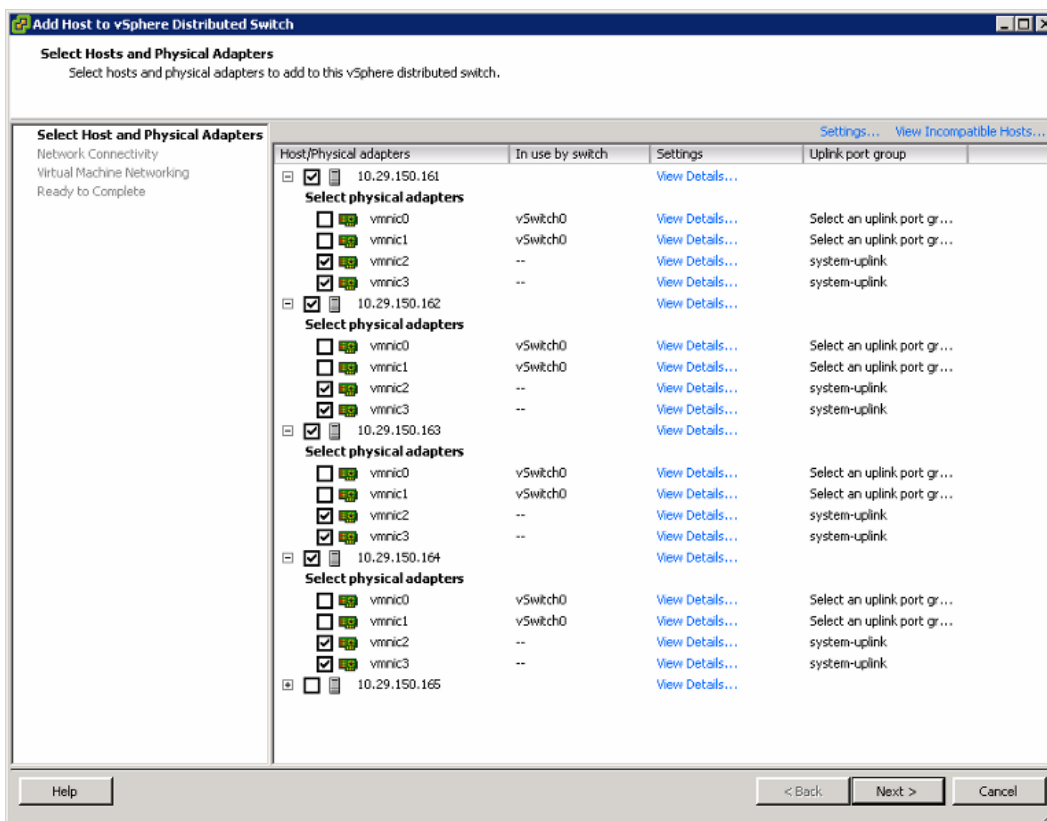 Add Host to vSphere Distributed Switch
Select Hosts and Physical Adapters
Select hosts and physical adapters to add to this vSphere distributed switch.
Settings... View Incompatible Hosts...
Select Host and Physical Adapters
Network Connectivity
Virtual Machine Networking
Ready to Complete
Host/Physical adapters In use by switch Settings Uplink port group
10.29.150.161 View Details...
Select physical adapters
vmnic0 vSwitch0 View Details... Select an uplink port gr...
vmnic1 vSwitch0 View Details... Select an uplink port gr...
vmnic2 -- View Details... system-uplink
vmnic3 -- View Details... system-uplink
10.29.150.162 View Details...
Select physical adapters
vmnic0 vSwitch0 View Details... Select an uplink port gr...
vmnic1 vSwitch0 View Details... Select an uplink port gr...
vmnic2 -- View Details... system-uplink
vmnic3 -- View Details... system-uplink
10.29.150.163 View Details...
Select physical adapters
vmnic0 vSwitch0 View Details... Select an uplink port gr...
vmnic1 vSwitch0 View Details... Select an uplink port gr...
vmnic2 -- View Details... system-uplink
vmnic3 -- View Details... system-uplink
10.29.150.164 View Details...
Select physical adapters
vmnic0 vSwitch0 View Details... Select an uplink port gr...
vmnic1 vSwitch0 View Details... Select an uplink port gr...
vmnic2 -- View Details... system-uplink
vmnic3 -- View Details... system-uplink
10.29.150.165 View Details...
Help < Back Next > Cancel